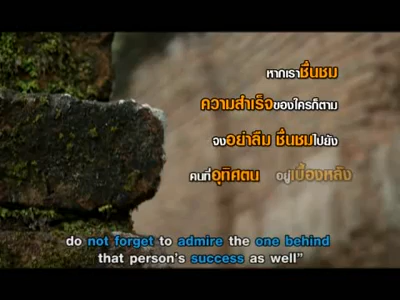 หากเราชื่นชม
ความสำเร็จของใครก็ตาม
จงอย่าลืม ชื่นชมไปยัง
คนที่อุทิศตน อยู่เบื้องหลัง
do not forget to admire the one behind
that person's success as well”